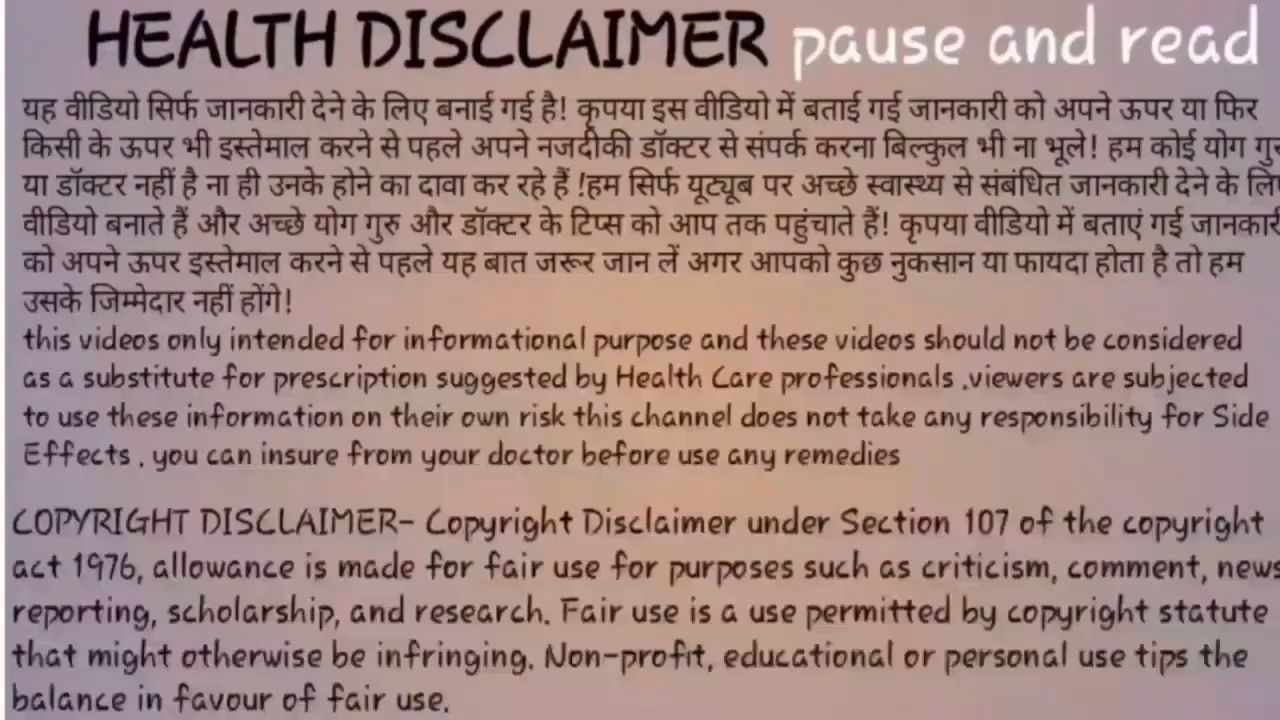 HEALTH DISCLAIMER pause and read
यह वीडियो सिर्फ जानकारी देने के लिए बनाई गई है! कृपया इस वीडियो में बताई गई जानकारी को अपने ऊपर या फिर
किसी के ऊपर भी इस्तेमाल करने से पहले अपने नजदीकी डॉक्टर से संपर्क करना बिल्कुल भी ना भूले! हम कोई योग
या डॉक्टर नहीं है ना ही उनके होने का दावा कर रहे हैं !हम सिर्फ यूट्यूब पर अच्छे स्वास्थ्य से संबंधित जानकारी देने के
वीडियो बनाते हैं और अच्छे योग गुरु और डॉक्टर के टिप्स को आप तक पहुंचाते हैं! कृपया वीडियो में बताएं गई
को अपने ऊपर इस्तेमाल करने से पहले यह बात जरूर जान लें अगर आपको कुछ नुकसान या फायदा होता है तो हम
उसके जिम्मेदार नहीं होंगे!
this videos only intended for informational purpose and these videos should not be considered
as a substitute for prescription suggested by Health Care professionals .viewers are subjected
to use these information on their own risk this channel does not take any responsibility for Side
Effects . you can insure from your doctor before use any remedies
COPYRIGHT DISCLAIMER- Copyright Disclaimer under Section 107 of the copyright
act 1976, allowance is made for fair use for purposes such as criticism, comment, news
reporting, scholarship, and research. Fair use is a use permitted by copyright statute
that might otherwise be infringing. Non-profit, educational or personal use tips the
balance in favour of fair use.